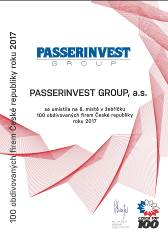 100 obdivovaných firem České republiky roku 2017
PASSERINVEST
GROUP
PASSERINVEST GROUP, a.s.
se umístila na 6. místě v žebříčku
100 obdivovaných firem České republiky
roku 2017